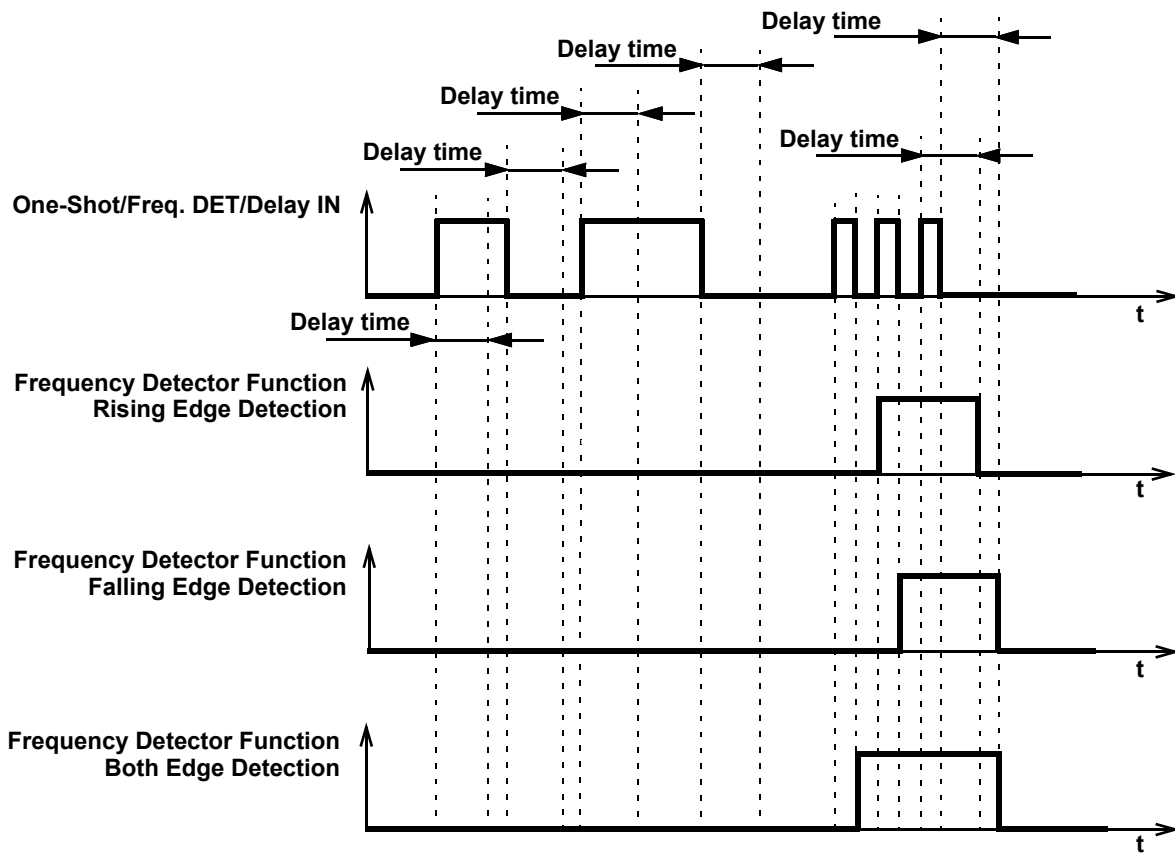 Delay time
Delay time
Delay time
Delay time
Delay time
One-Shot/Freq. DET/Delay IN
t
Delay time
Frequency Detector Function
Rising Edge Detection
t
Frequency Detector Function
Falling Edge Detection
t
Frequency Detector Function
Both Edge Detection
t